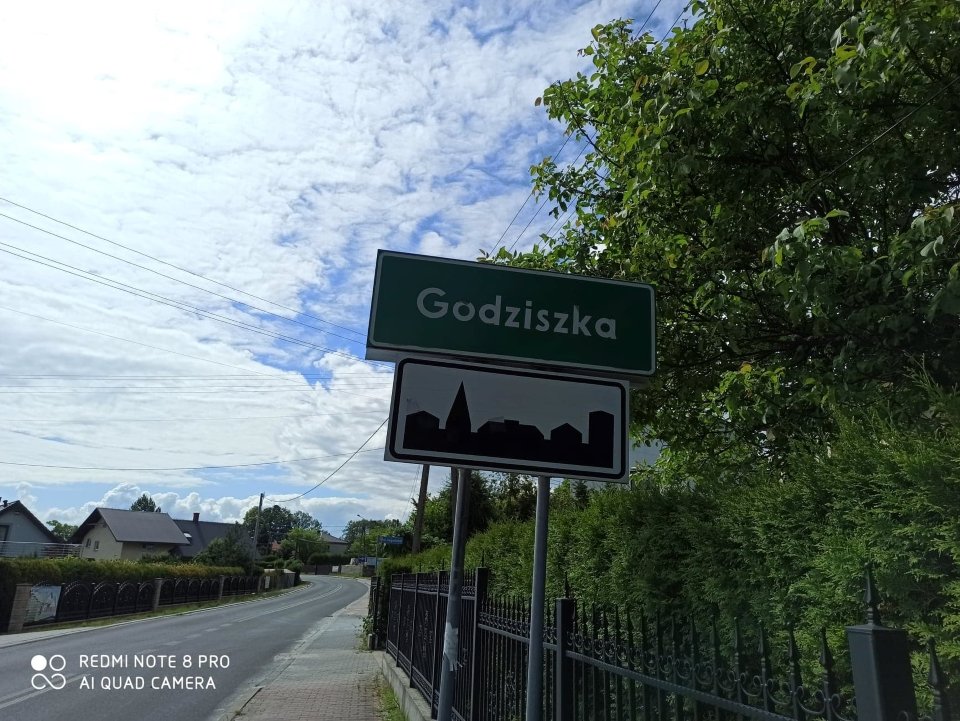 Godziszka
REDMI NOTE 8 PRO
AI QUAD CAMERA